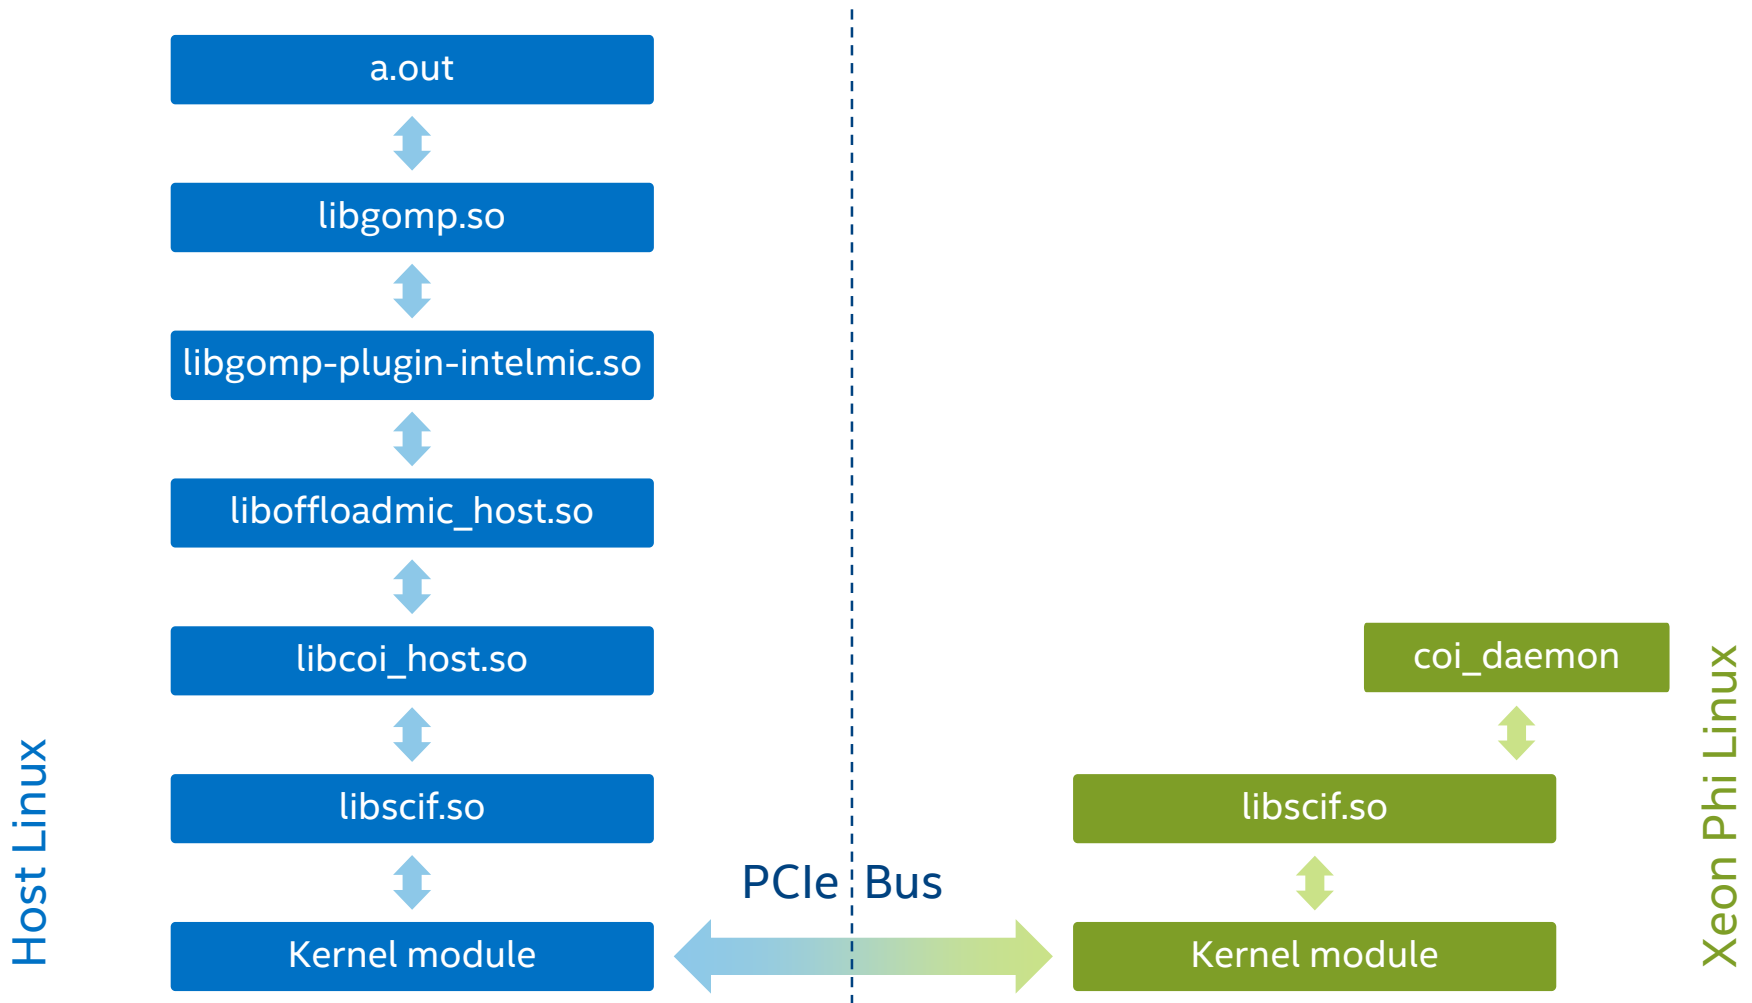 a.out
libgomp.so
libgomp-plugin-intelmic.so
liboffloadmic_host.so
libcoi_host.so
libscif.so
Kernel module
Host Linux
PCIe Bus
coi_daemon
libscif.so
Kernel module
Xeon Phi Linux